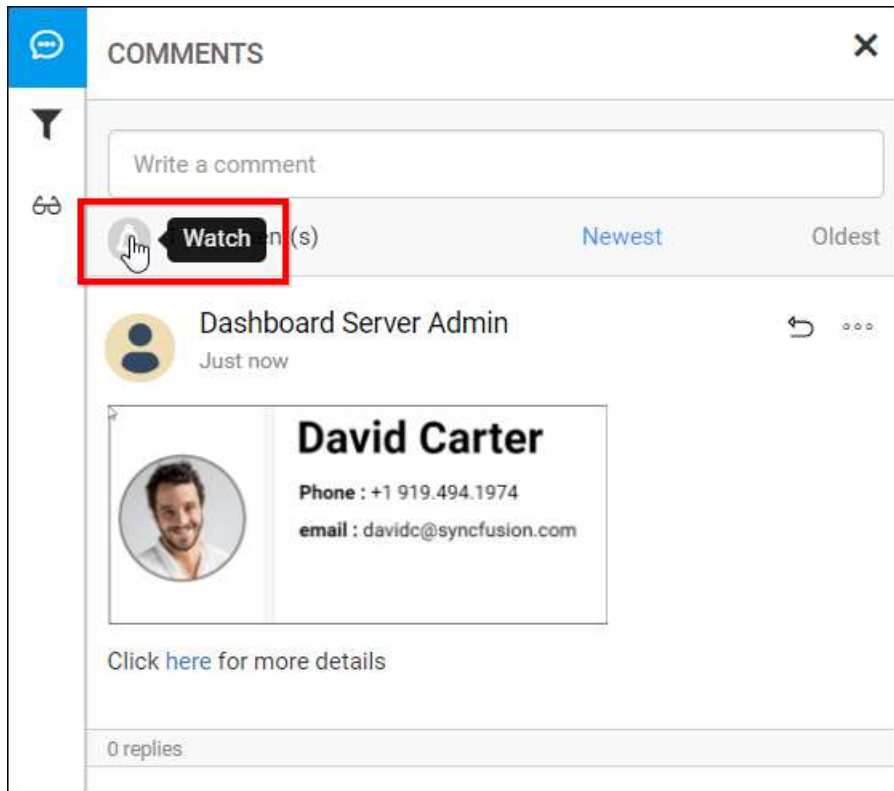 COMMENTS
Write a comment
Watch
(s)
Newest
Oldest
Dashboard Server Admin
Just now
David Carter
Phone : +1 919.494.1974
email : davidc@syncfusion.com
Click here for more details
0 replies